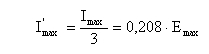 I'max = Imax/3 = 0,208 · Emax